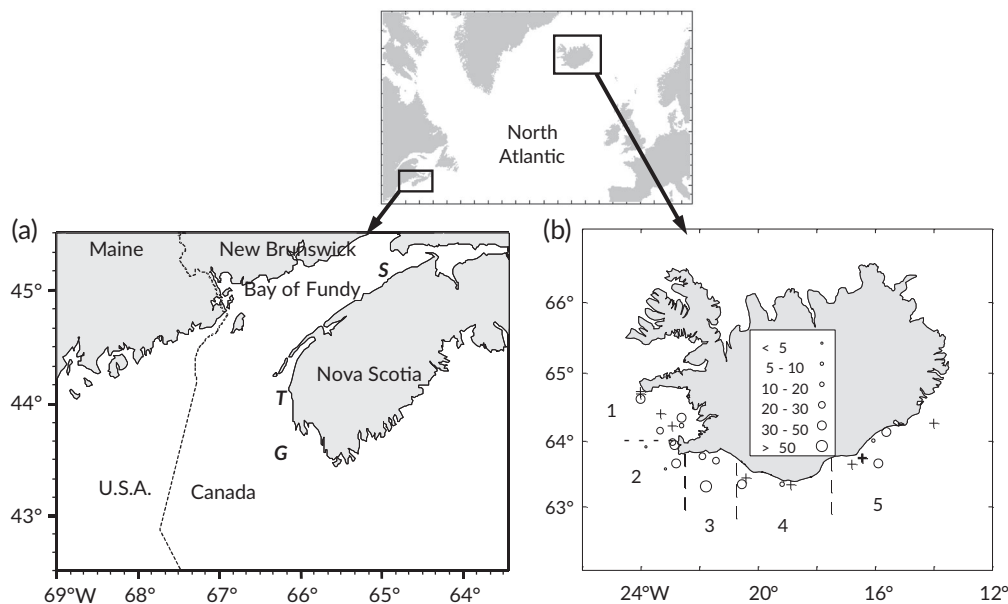 North
Atlantic
(a)
Maine
New Brunswick
S
45°
Bay of Fundy
Nova Scotia
44°
T
G
U.S.A.
Canada
43°
69°W
68°
67°
66°
65°
64°
(b)
66°
< 5
5 - 10
65°
10 - 20
20 - 30
1
30 - 50
64°
> 50
2
5
63°
3
4
24°W
20°
16°
12°